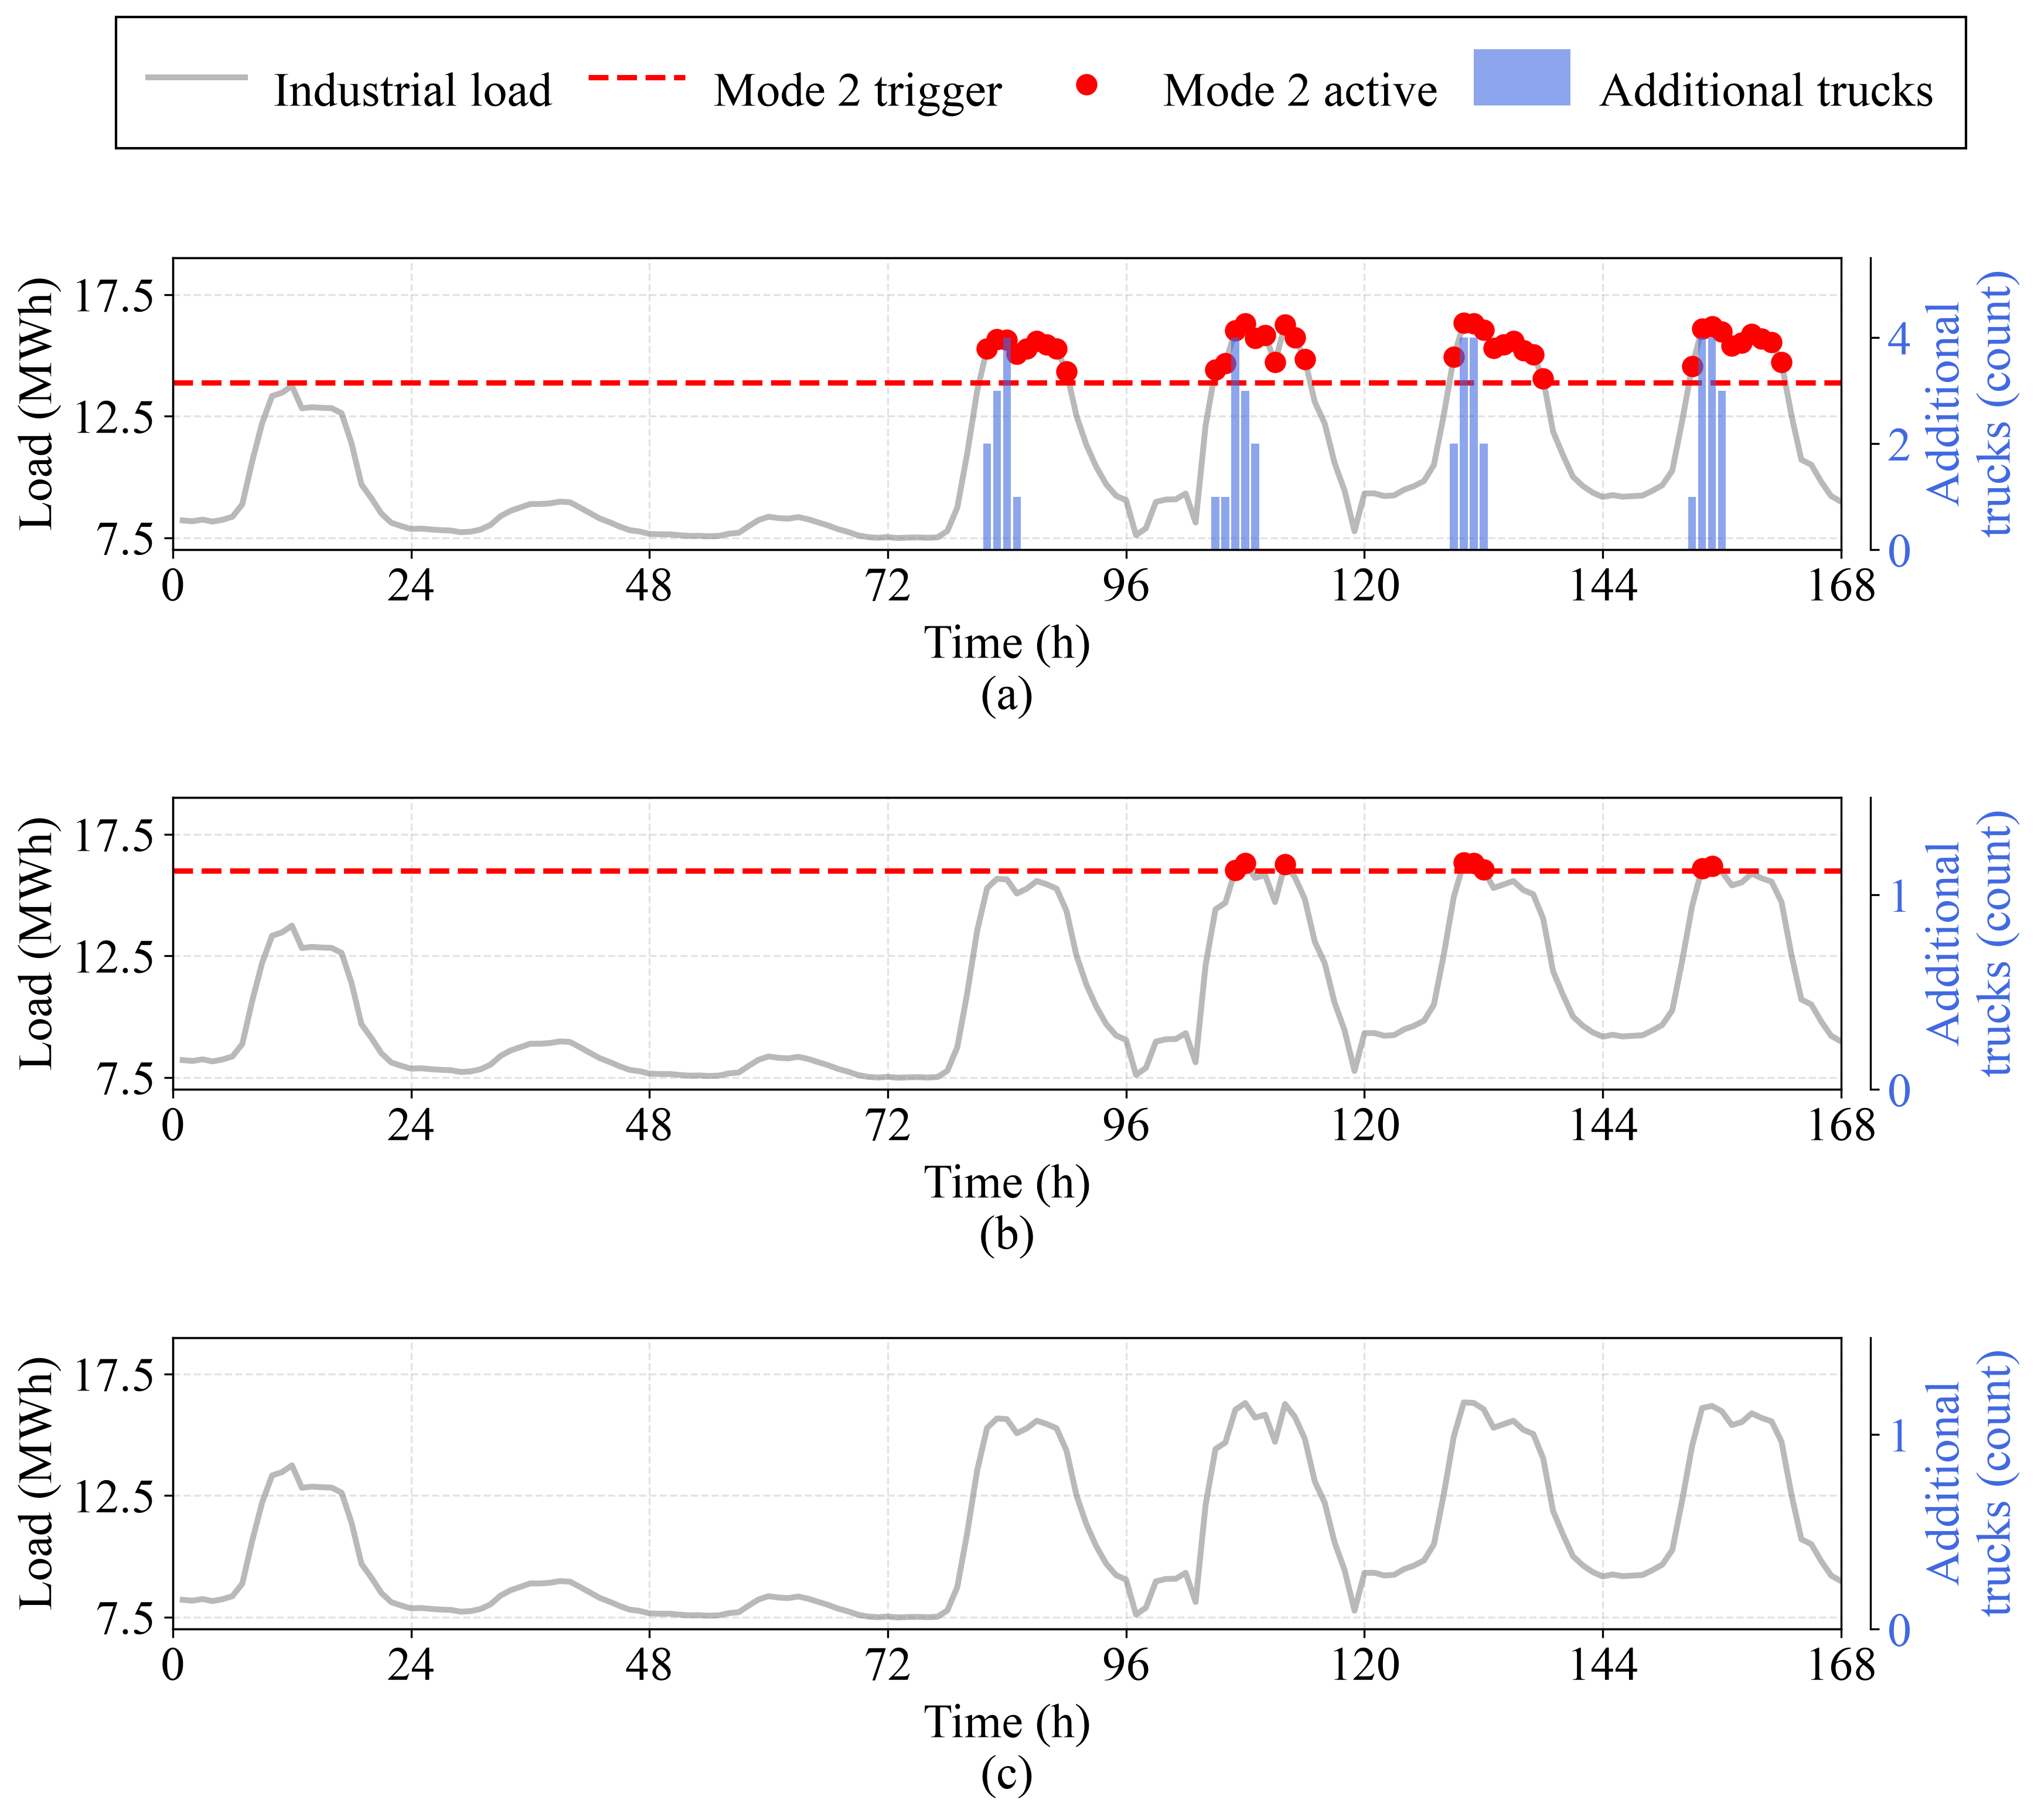 Industrial load Mode 2 trigger Mode 2 active Additional trucks
Load (MWh)
17.5
12.5
7.5
0 24 48 72 96 120 144 168
Time (h)
4
2
0
Additional
trucks (count)
(a)
Load (MWh)
17.5
12.5
7.5
0 24 48 72 96 120 144 168
Time (h)
1
0
Additional
trucks (count)
(b)
Load (MWh)
17.5
12.5
7.5
0 24 48 72 96 120 144 168
Time (h)
1
0
Additional
trucks (count)
(c)